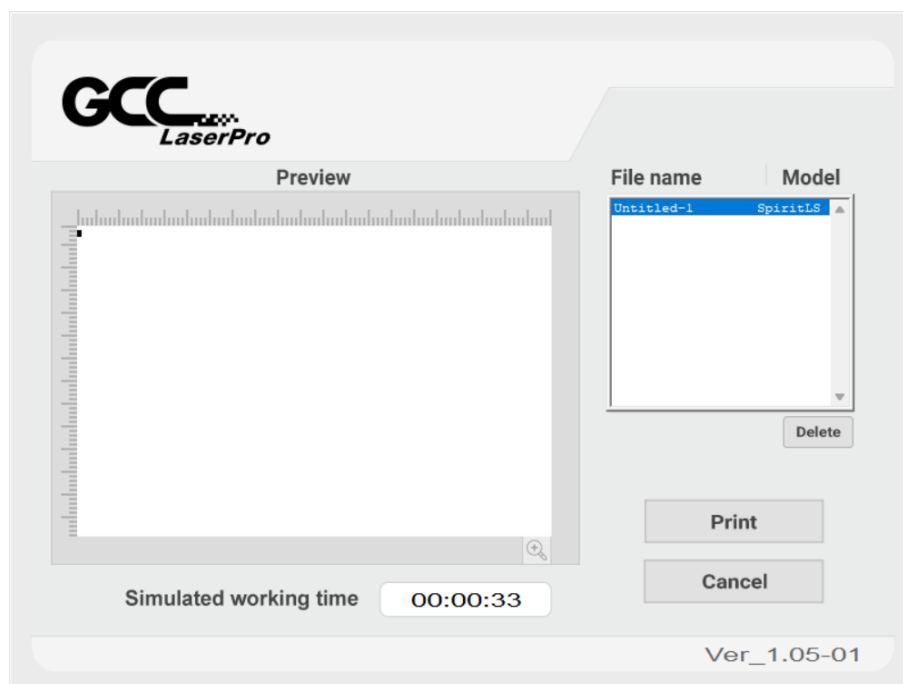 GCC
LaserPro
Preview
File name Model
Untitled-1 SpiritLS
Delete
Print
Cancel
Simulated working time 00:00:33
Ver_1.05-01